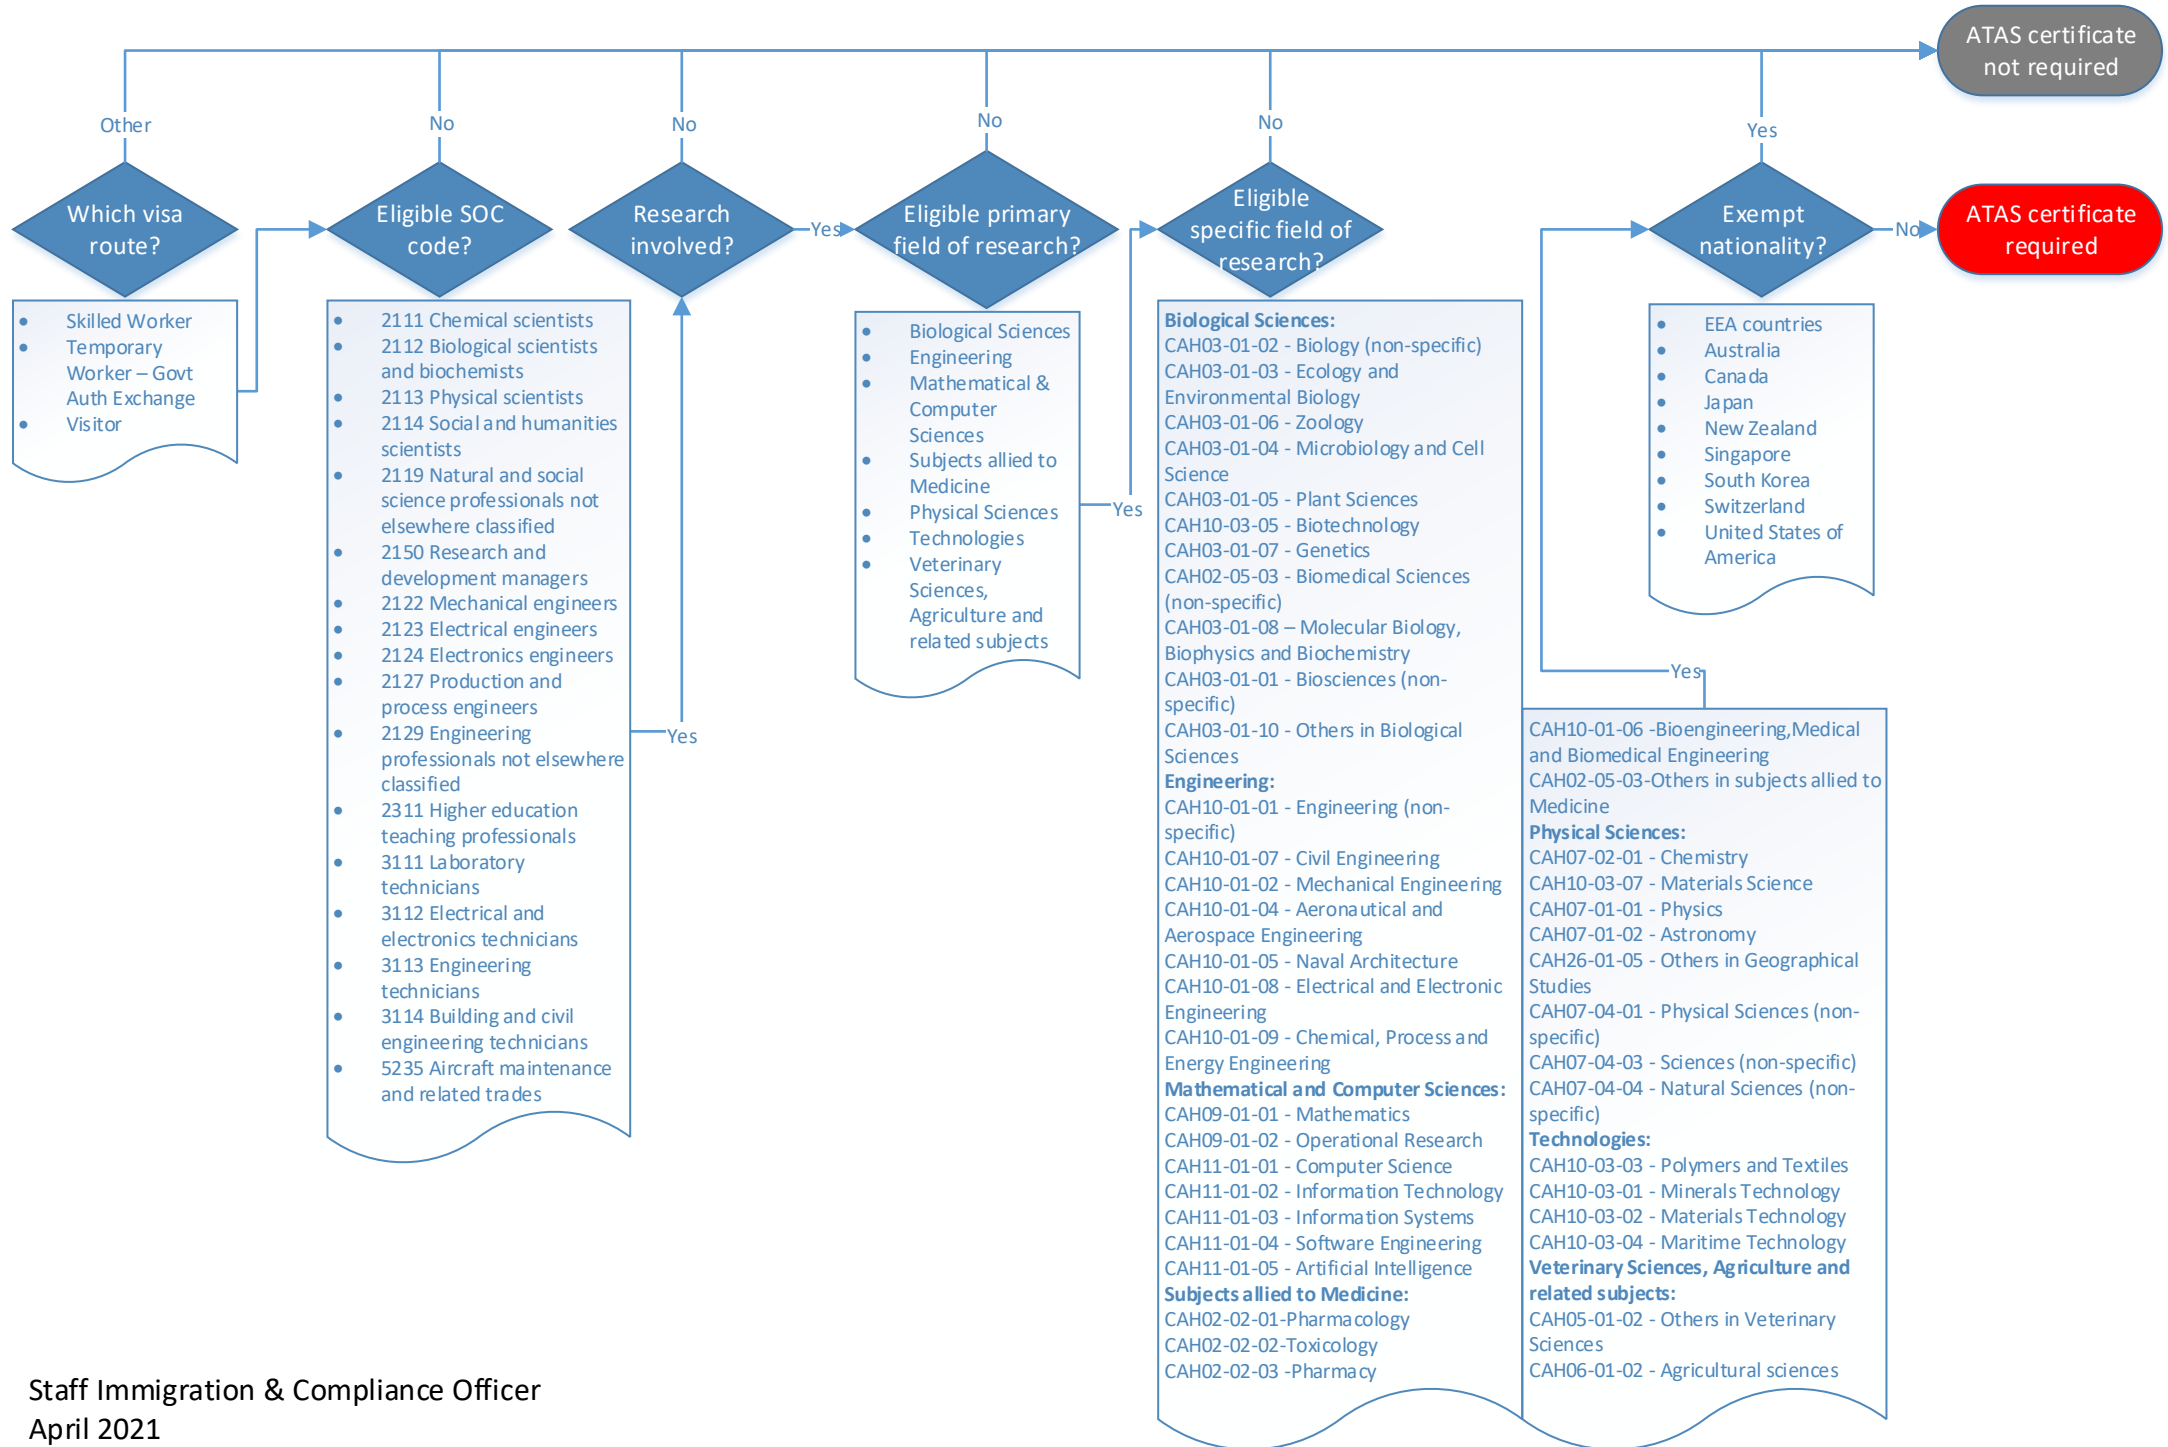 ATAS certificate
not required
Other
No
No
No
No
Yes
Which visa
route?
Eligible SOC
code?
Research
involved?
Yes
Eligible primary
field of research?
Eligible
specific field of
research?
Exempt
nationality?
No
ATAS certificate
required
• Skilled Worker
• Temporary
Worker – Govt
Auth Exchange
• Visitor
• 2111 Chemical scientists
• 2112 Biological scientists
and biochemists
• 2113 Physical scientists
• 2114 Social and humanities
scientists
• 2119 Natural and social
science professionals not
elsewhere classified
• 2150 Research and
development managers
• 2122 Mechanical engineers
• 2123 Electrical engineers
• 2124 Electronics engineers
• 2127 Production and
process engineers
• 2129 Engineering
professionals not elsewhere
classified
• 2311 Higher education
teaching professionals
• 3111 Laboratory
technicians
• 3112 Electrical and
electronics technicians
• 3113 Engineering
technicians
• 3114 Building and civil
engineering technicians
• 5235 Aircraft maintenance
and related trades
Yes
• Biological Sciences
• Engineering
• Mathematical &
Computer
Sciences
• Subjects allied to
Medicine
• Physical Sciences
• Technologies
• Veterinary
Sciences,
Agriculture and
related subjects
Yes
Biological Sciences:
CAH03-01-02 - Biology (non-specific)
CAH03-01-03 - Ecology and
Environmental Biology
CAH03-01-06 - Zoology
CAH03-01-04 - Microbiology and Cell
Science
CAH03-01-05 - Plant Sciences
CAH10-03-05 - Biotechnology
CAH03-01-07 - Genetics
CAH02-05-03 - Biomedical Sciences
(non-specific)
CAH03-01-08 – Molecular Biology,
Biophysics and Biochemistry
CAH03-01-01 - Biosciences (non-
specific)
CAH03-01-10 - Others in Biological
Sciences
Engineering:
CAH10-01-01 - Engineering (non-
specific)
CAH10-01-07 - Civil Engineering
CAH10-01-02 - Mechanical Engineering
CAH10-01-04 - Aeronautical and
Aerospace Engineering
CAH10-01-05 - Naval Architecture
CAH10-01-08 - Electrical and Electronic
Engineering
CAH10-01-09 - Chemical, Process and
Energy Engineering
Mathematical and Computer Sciences:
CAH09-01-01 - Mathematics
CAH09-01-02 - Operational Research
CAH11-01-01 - Computer Science
CAH11-01-02 - Information Technology
CAH11-01-03 - Information Systems
CAH11-01-04 - Software Engineering
CAH11-01-05 - Artificial Intelligence
Subjects allied to Medicine:
CAH02-02-01-Pharmacology
CAH02-02-02-Toxicology
CAH02-02-03 -Pharmacy
Yes
CAH10-01-06 -Bioengineering,Medical
and Biomedical Engineering
CAH02-05-03-Others in subjects allied to
Medicine
Physical Sciences:
CAH07-02-01 - Chemistry
CAH10-03-07 - Materials Science
CAH07-01-01 - Physics
CAH07-01-02 - Astronomy
CAH26-01-05 - Others in Geographical
Studies
CAH07-04-01 - Physical Sciences (non-
specific)
CAH07-04-03 - Sciences (non-specific)
CAH07-04-04 - Natural Sciences (non-
specific)
Technologies:
CAH10-03-03 - Polymers and Textiles
CAH10-03-01 - Minerals Technology
CAH10-03-02 - Materials Technology
CAH10-03-04 - Maritime Technology
Veterinary Sciences, Agriculture and
related subjects:
CAH05-01-02 - Others in Veterinary
Sciences
CAH06-01-02 - Agricultural sciences
• EEA countries
• Australia
• Canada
• Japan
• New Zealand
• Singapore
• South Korea
• Switzerland
• United States of
America
Staff Immigration & Compliance Officer
April 2021